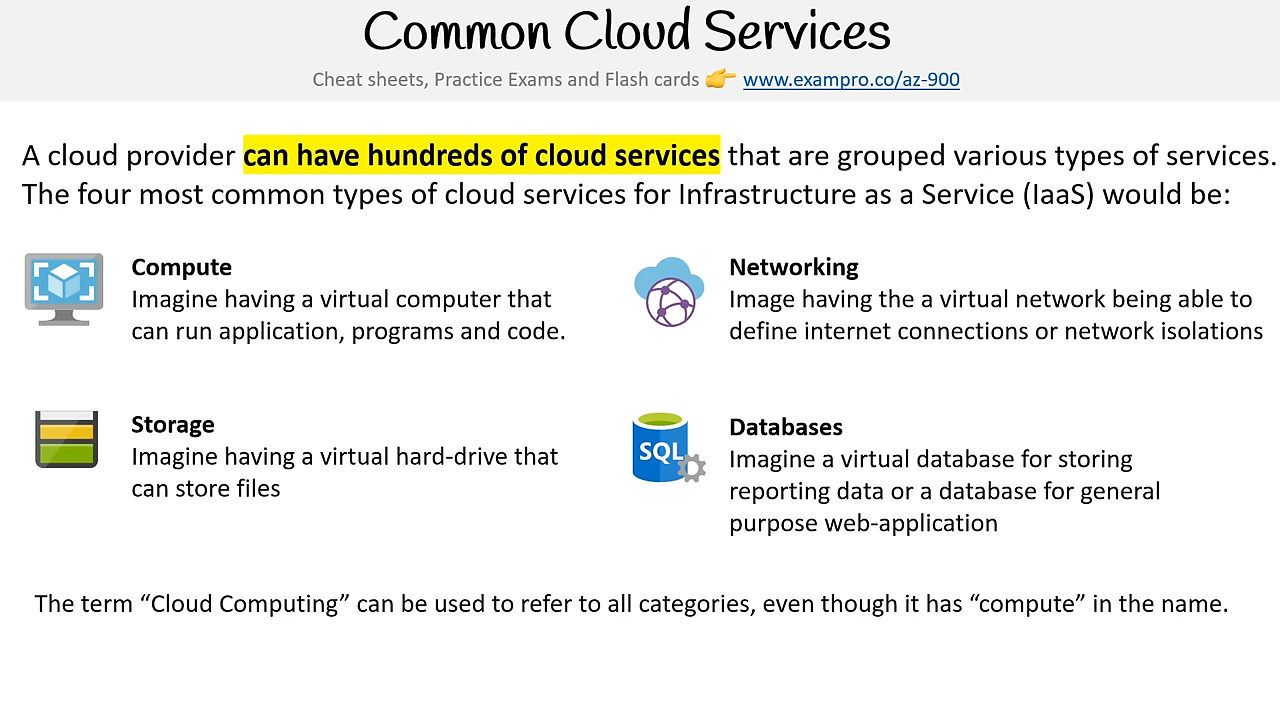 Common Cloud Services
Cheat sheets, Practice Exams and Flash cards 👉 www.exampro.co/az-900
A cloud provider can have hundreds of cloud services that are grouped various types of services.
The four most common types of cloud services for Infrastructure as a Service (IaaS) would be:
Compute
Imagine having a virtual computer that
can run application, programs and code.
Networking
Image having the a virtual network being able to
define internet connections or network isolations
Storage
Imagine having a virtual hard-drive that
can store files
SQL
Databases
Imagine a virtual database for storing
reporting data or a database for general
purpose web-application
The term “Cloud Computing” can be used to refer to all categories, even though it has “compute” in the name.